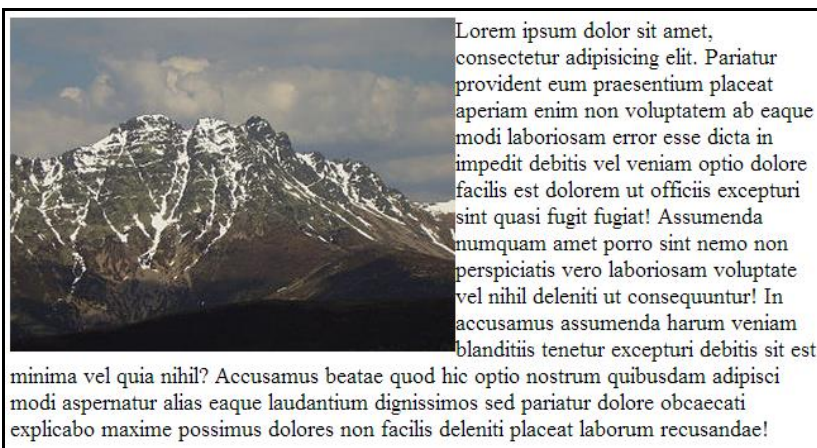 Lorem ipsum dolor sit amet,
consectetur adipisicing elit. Pariatur
provident eum praesentium placeat
aperiam enim non voluptatem ab eaque
modi laboriosam error esse dicta in
impedit debitis vel veniam optio dolore
facilis est dolorem ut officiis excepturi
sint quasi fugit fugiat! Assumenda
numquam amet porro sint nemo non
perspiciatis vero laboriosam voluptate
vel nihil deleniti ut consequuntur! In
accusamus assumenda harum veniam
blanditiis tenetur excepturi debitis sit est
minima vel quia nihil? Accusamus beatae quod hic optio nostrum quibusdam adipisci
modi aspernatur alias eaque laudantium dignissimos sed pariatur dolore obcaecati
explicabo maxime possimus dolores non facilis deleniti placeat laborum recusandae!